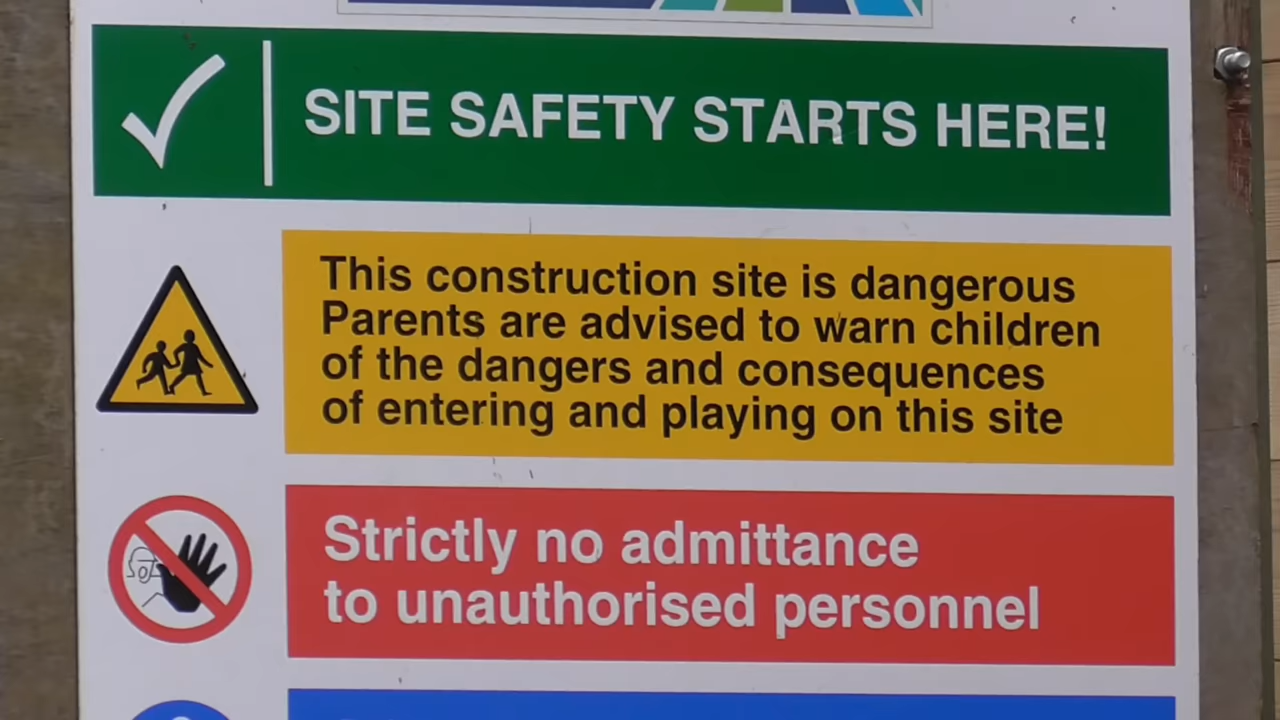 SITE SAFETY STARTS HERE!
This construction site is dangerous
Parents are advised to warn children
of the dangers and consequences
of entering and playing on this site
Strictly no admittance
to unauthorised personnel